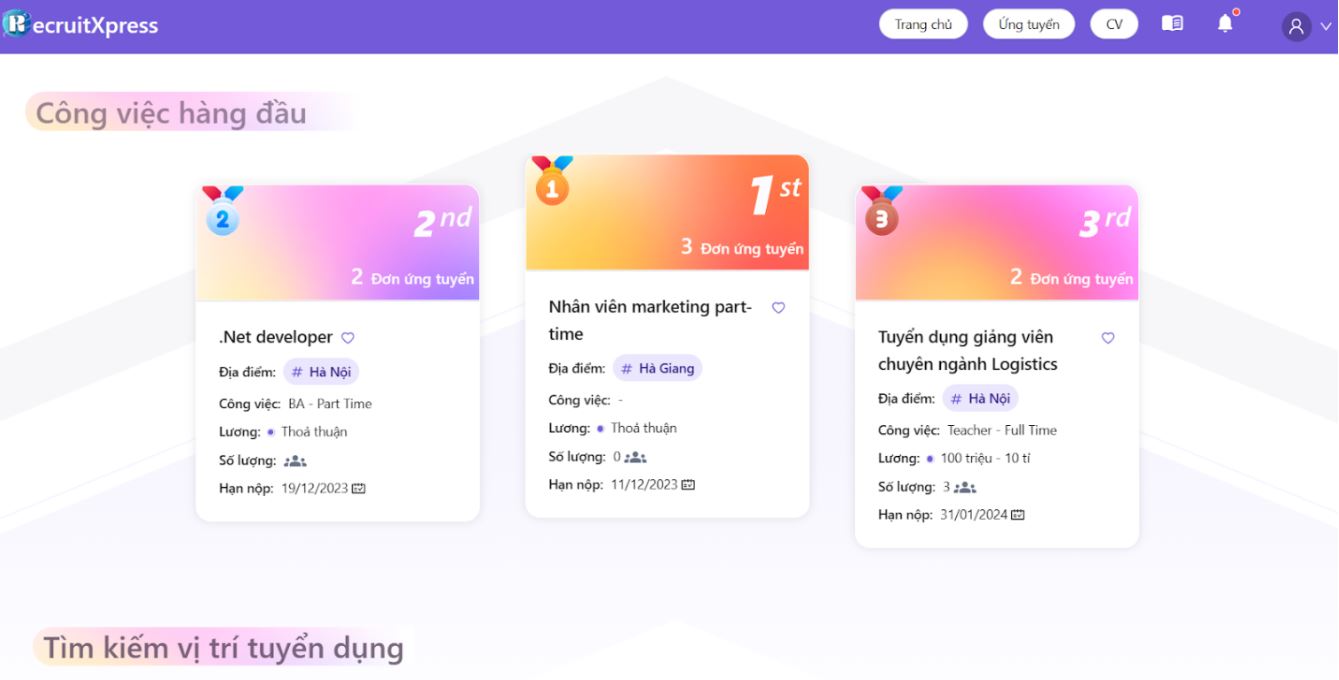 RecruitXpress
Trang chủ
Ứng tuyển
CV
Công việc hàng đầu
2
2nd
2 Đơn ứng tuyển
.Net developer
Địa điểm: # Hà Nội
Công việc: BA - Part Time
Lương: Thoả thuận
Số lượng:
Hạn nộp: 19/12/2023
1
1st
3 Đơn ứng tuyển
Nhân viên marketing part-
time
Địa điểm: # Hà Giang
Công việc: -
Lương: Thoả thuận
Số lượng: 0
Hạn nộp: 11/12/2023
3
3rd
2 Đơn ứng tuyển
Tuyển dụng giảng viên
chuyên ngành Logistics
Địa điểm: # Hà Nội
Công việc: Teacher - Full Time
Lương: 100 triệu - 10 tỉ
Số lượng: 3
Hạn nộp: 31/01/2024
Tìm kiếm vị trí tuyển dụng